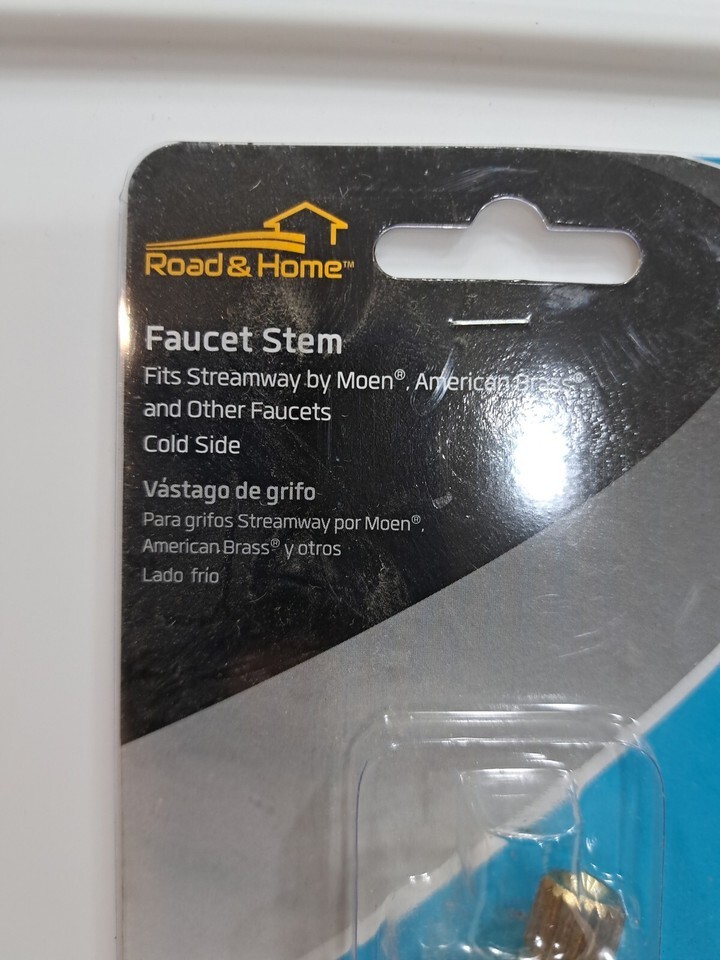 Road & Home™
Faucet Stem
Fits Streamway by Moen®, American Brass®
and Other Faucets
Cold Side
Vástago de grifo
Para grifos Streamway por Moen®,
American Brass® y otros
Lado frío